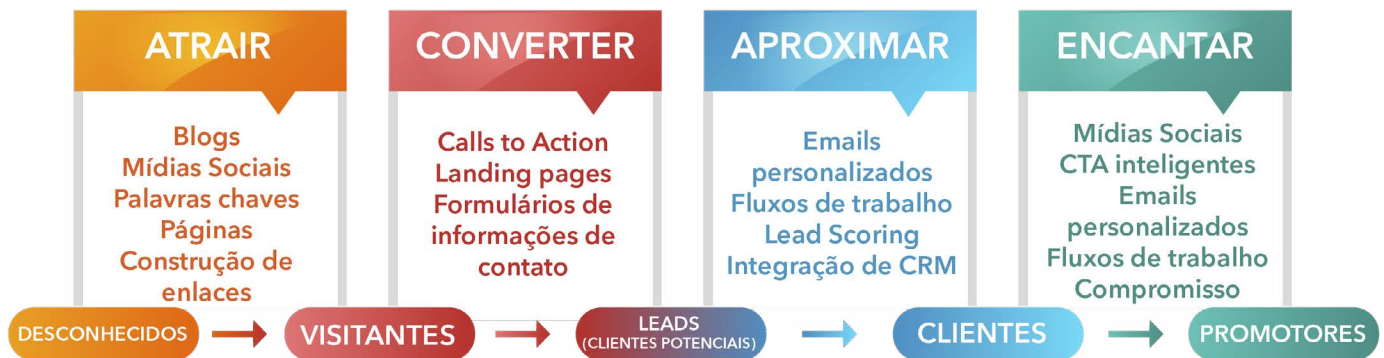 ATRAIR
Blogs
Mídias Sociais
Palavras chaves
Páginas
Construção de
enlaces
CONVERTER
Calls to Action
Landing pages
Formulários de
informações de
contato
APROXIMAR
Emails
personalizados
Fluxos de trabalho
Lead Scoring
Integração de CRM
ENCANTAR
Mídias Sociais
CTA inteligentes
Emails
personalizados
Fluxos de trabalho
Compromisso
DESCONHECIDOS
VISITANTES
LEADS
(CLIENTES POTENCIAIS)
CLIENTES
PROMOTORES